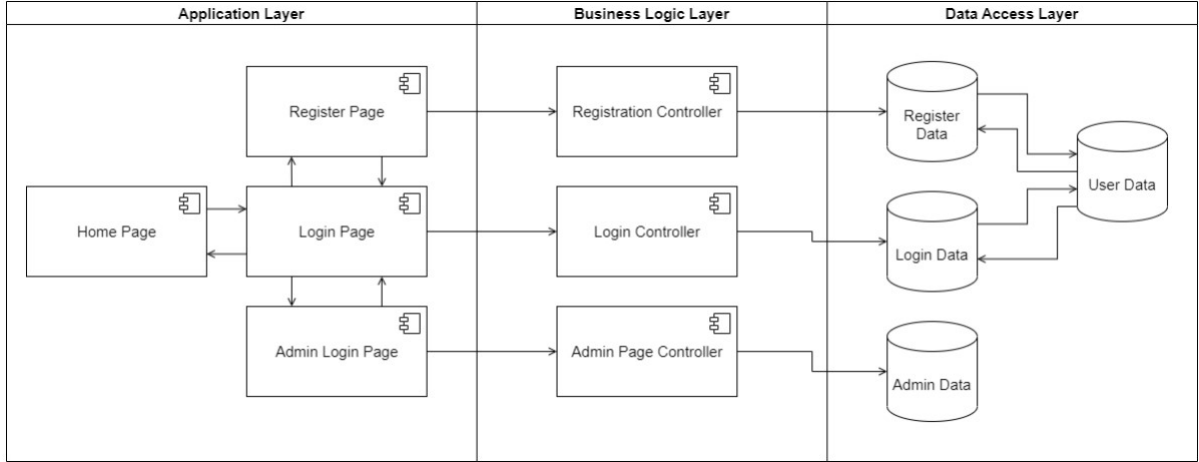 Application Layer
Business Logic Layer
Data Access Layer
Register Page
Registration Controller
Register
Data
User Data
Home Page
Login Page
Login Controller
Login Data
Admin Login Page
Admin Page Controller
Admin Data